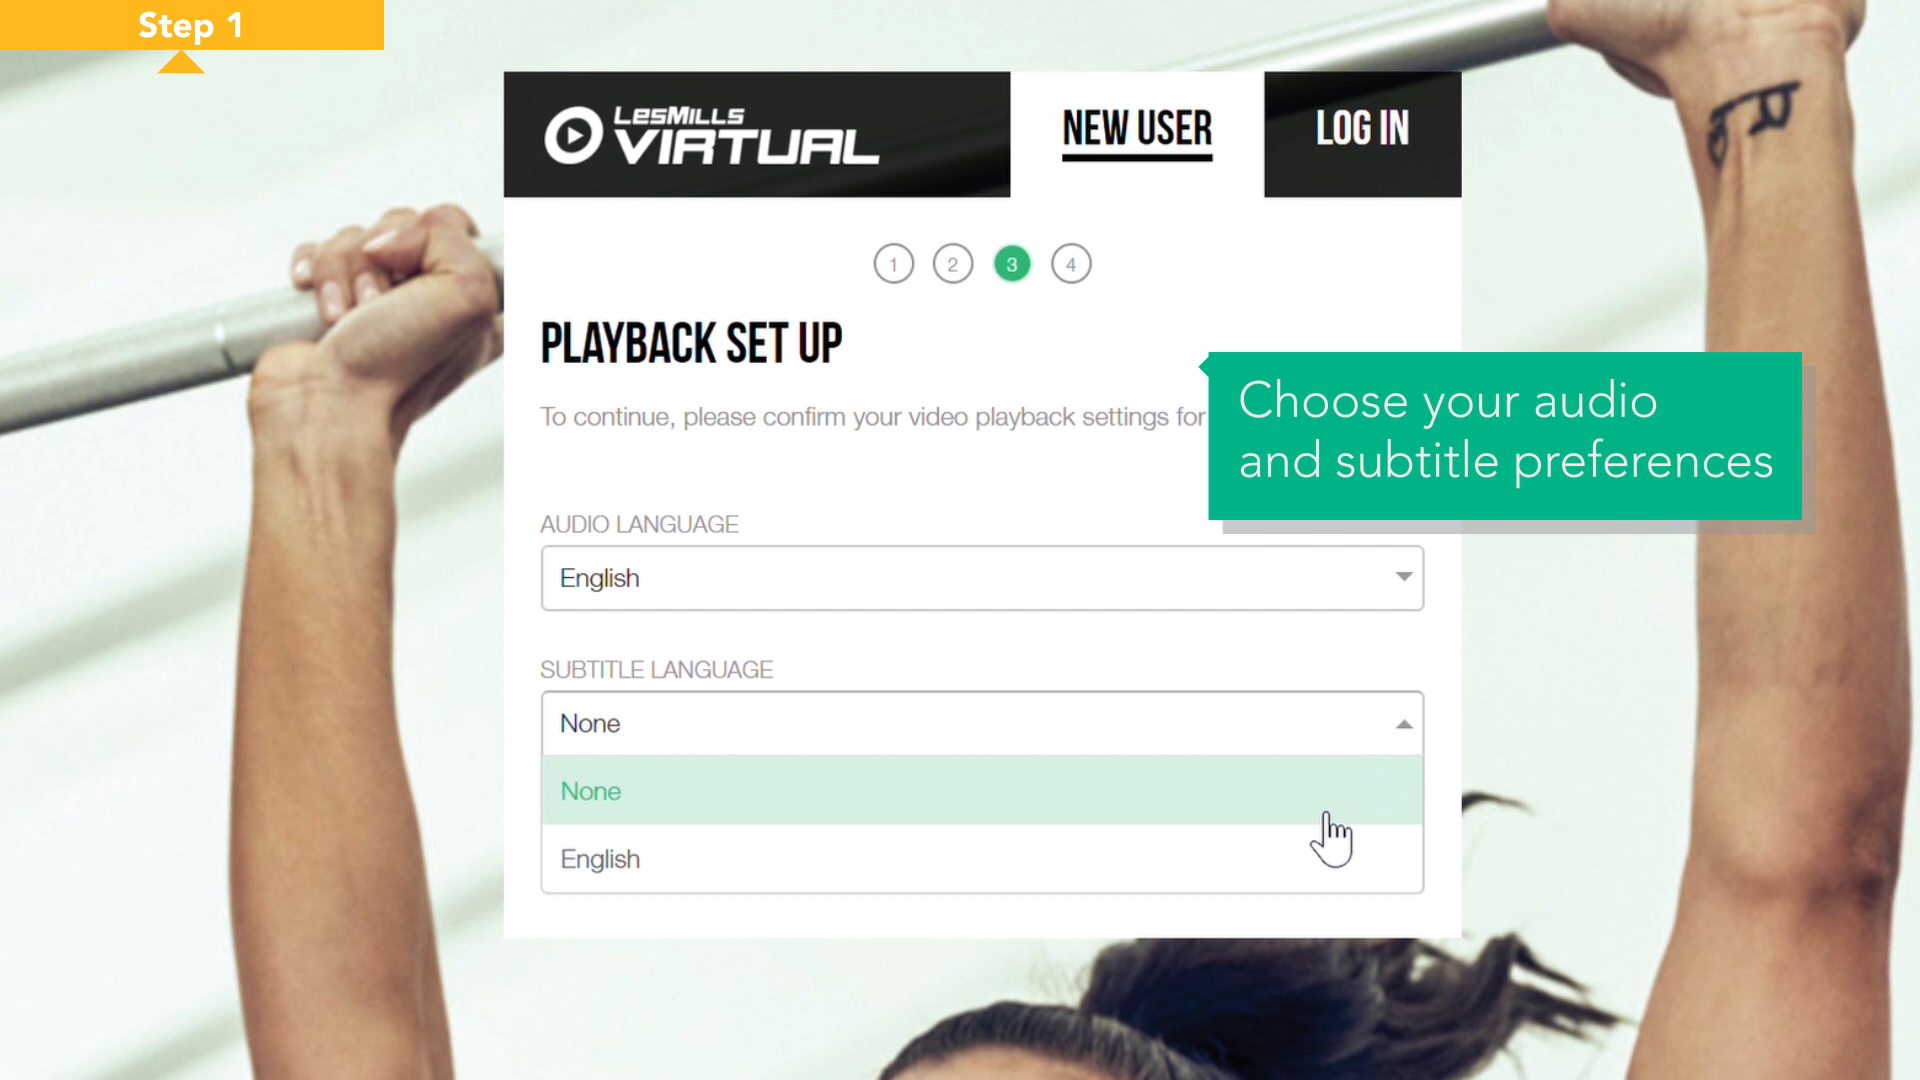 Step 1
LESMILLS
VIRTUAL
NEW USER
LOG IN
1 2 3 4
PLAYBACK SET UP
To continue, please confirm your video playback settings for
Choose your audio
and subtitle preferences
AUDIO LANGUAGE
English
SUBTITLE LANGUAGE
None
None
English